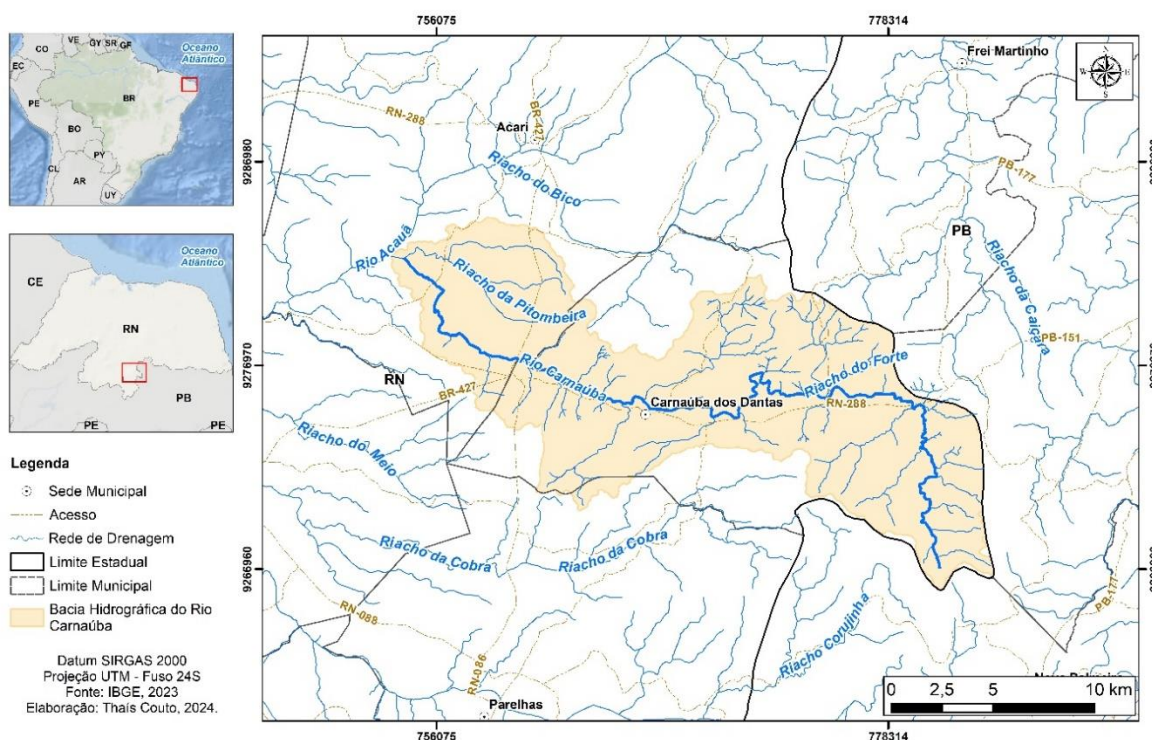 756075
778314
CO
VE
GY
SR
GF
Oceano
Atlântico
EC
PE
BR
BO
PY
CL
AR
UY
Oceano
Atlântico
CE
RN
PB
PE
PE
Legenda
Sede Municipal
Acesso
Rede de Drenagem
Limite Estadual
Limite Municipal
Bacia Hidrográfica do Rio
Carnaúba
Datum SIRGAS 2000
Projeção UTM - Fuso 24S
Fonte: IBGE, 2023
Elaboração: Thaís Couto, 2024.
9286980
9276970
9266960
Frei Martinho
N
W
S
RN-288
BR-427
Acari
Riacho do Bico
PB-177
PB
Rio Acauã
Riacho da Pitombeira
Riacho da Caiçara
PB-151
9276970
Rio Carnaúba
Riacho do Forte
RN
BR-427
Carnaúba dos Dantas
RN-288
Riacho do Meio
Riacho da Cobra
Riacho da Cobra
RN-088
PB-177
Riacho Corujinha
RN-086
Parelhas
0 2,5 5 10 km
756075
778314